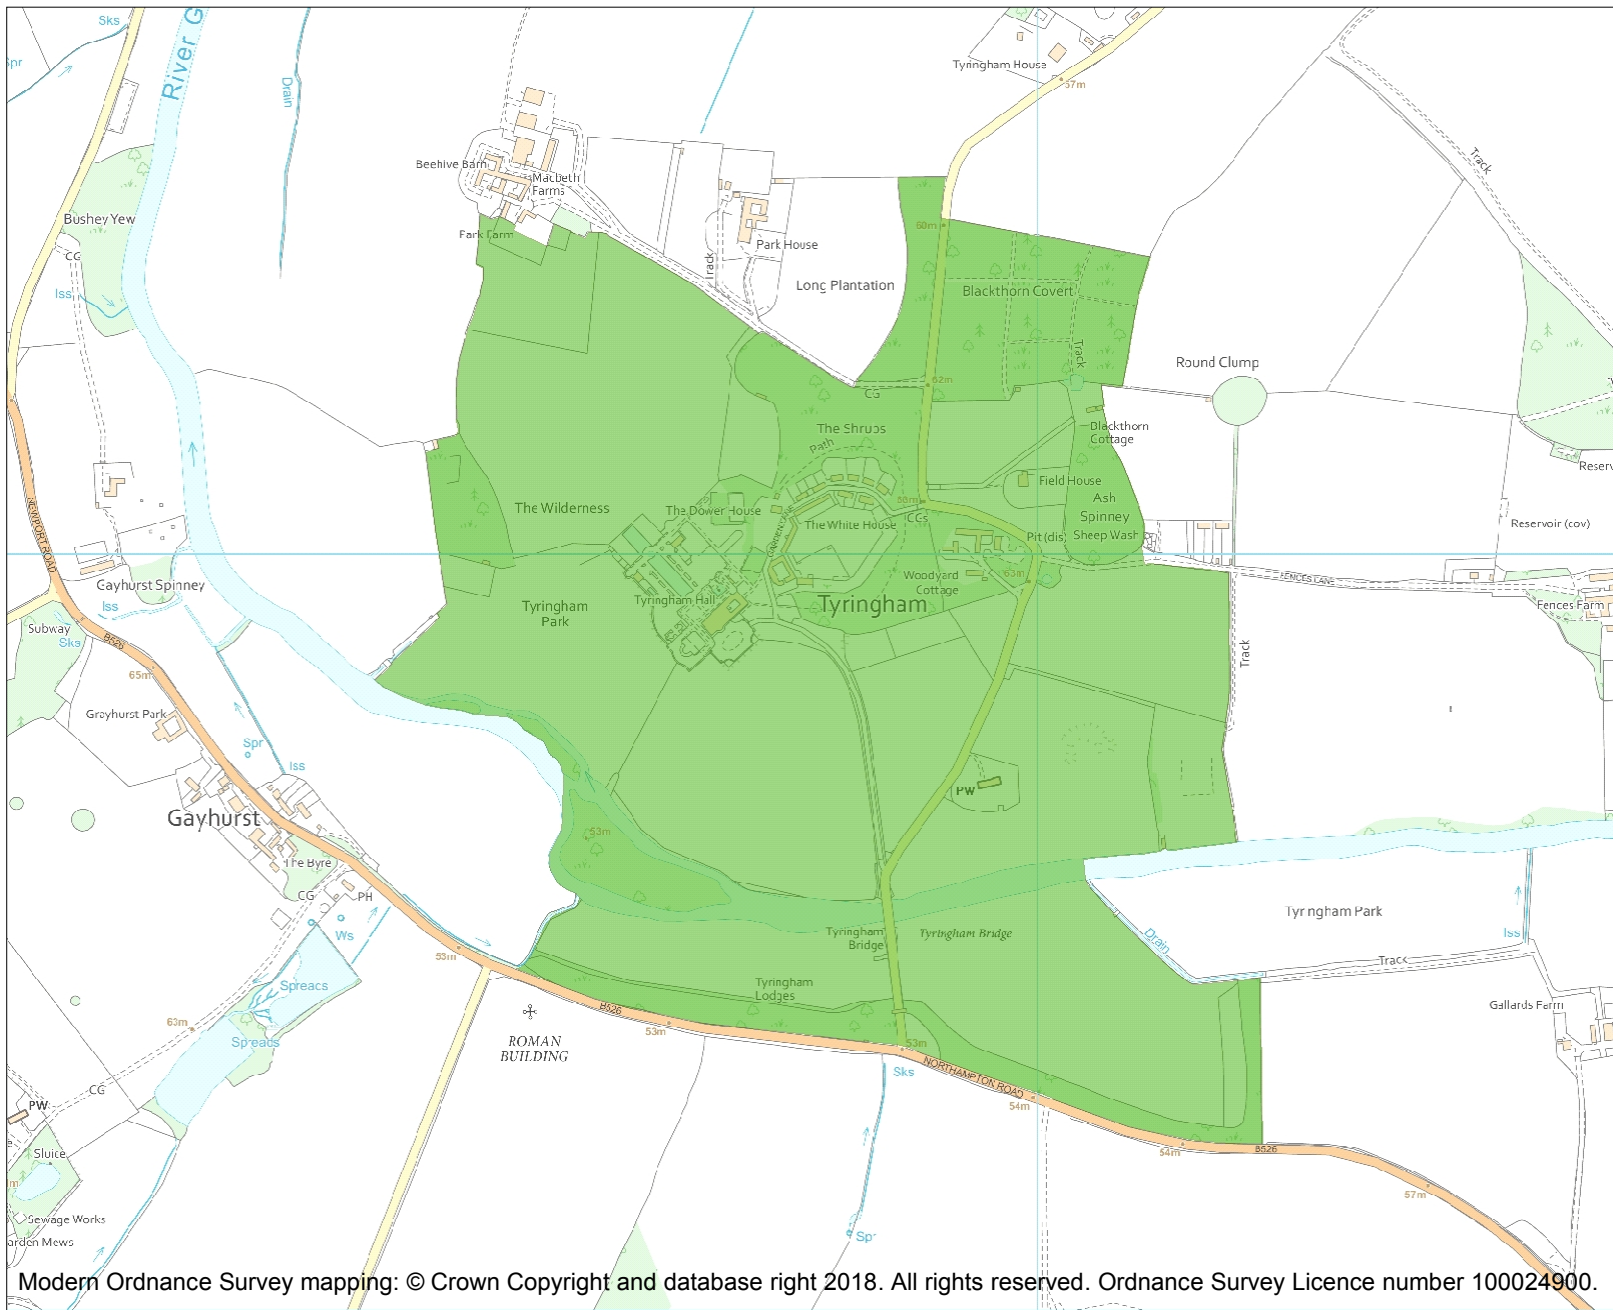 Sks
River G
Drain
Tyringham House
57m
Track
Beehive Barn
Macbeth
Farms
Bushey Yew
Park Farm
60m
Park House
CG
Track
Long Plantation
Blackthorn Covert
Iss
Track
Round Clump
62m
CG
The Shrubs
Blackthorn
Cottage
Path
Field House
Ash
Spinney
NEWPORT ROAD
The Wilderness
The Dower House
The White House
CGs
Pit (dis)
Sheep Wash
Reservoir (cov)
Gayhurst Spinney
Woodyard
Cottage
63m
FENCES LANE
Iss
Tyringham
Park
Tyringham Hall
Tyringham
Fences Farm
Subway
Sks
B526
65m
Track
Grayhurst Park
Spr
Iss
PW
Gayhurst
53m
The Byre
CG
PH
Ws
Tyringham Park
Tyringham
Bridge
Tyringham Bridge
Drain
Iss
53m
Track
Spreads
Tyringham
Lodges
Gallards Farm
B526
63m
Spreads
ROMAN
BUILDING
53m
53m
Sks
NORTHAMPTON ROAD
CG
54m
PW
Sluice
54m
B526
57m
Sewage Works
arden Mews
Spr
Modern Ordnance Survey mapping: © Crown Copyright and database right 2018. All rights reserved. Ordnance Survey Licence number 100024900.